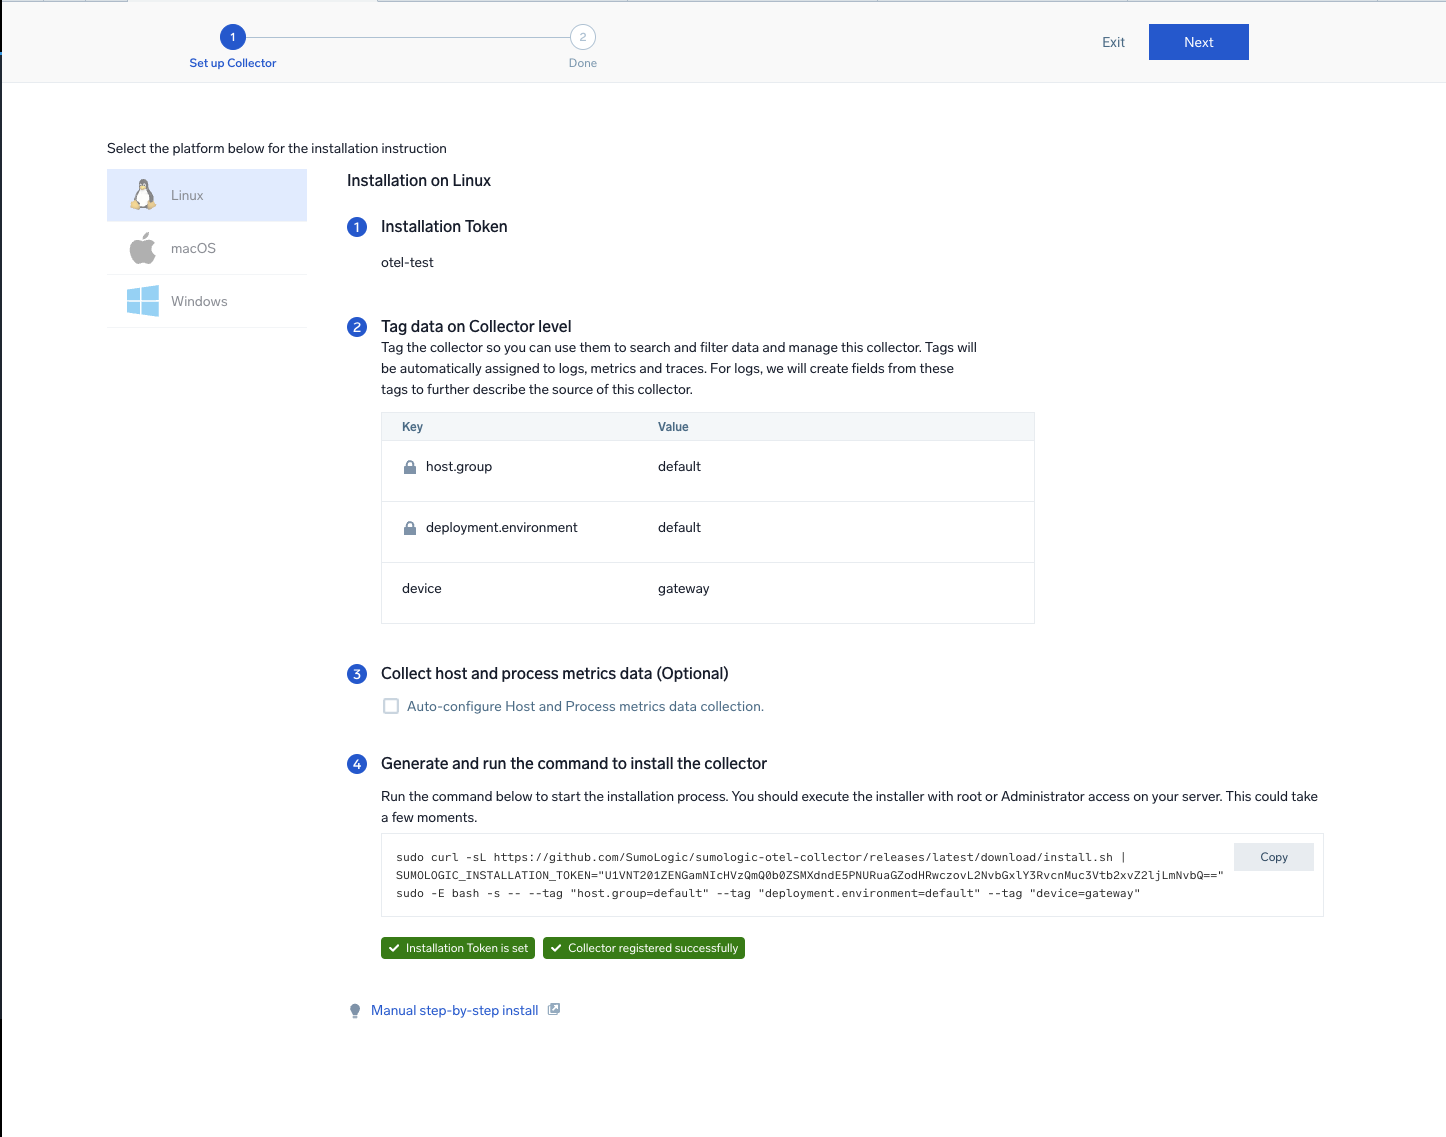 1
2
Set up Collector
Done
Exit
Next
Select the platform below for the installation instruction
Linux
macOS
Windows
Installation on Linux
1 Installation Token
otel-test
2 Tag data on Collector level
Tag the collector so you can use them to search and filter data and manage this collector. Tags will
be automatically assigned to logs, metrics and traces. For logs, we will create fields from these
tags to further describe the source of this collector.
Key Value
host.group default
deployment.environment default
device gateway
3 Collect host and process metrics data (Optional)
Auto-configure Host and Process metrics data collection.
4 Generate and run the command to install the collector
Run the command below to start the installation process. You should execute the installer with root or Administrator access on your server. This could take
a few moments.
sudo curl -sL https://github.com/SumoLogic/sumologic-otel-collector/releases/latest/download/install.sh |
SUMOLOGIC_INSTALLATION_TOKEN="U1VNT201ZENGamNIcHVzQmQ0b0ZSMXdndE5PNURuaGZodHRwczovL2NvbGxlY3RvcnMuc3Vtb2xvZ2ljLmNvbQ=="
sudo -E bash -s -- --tag "host.group=default" --tag "deployment.environment=default" --tag "device=gateway"
Copy
Installation Token is set
Collector registered successfully
Manual step-by-step install